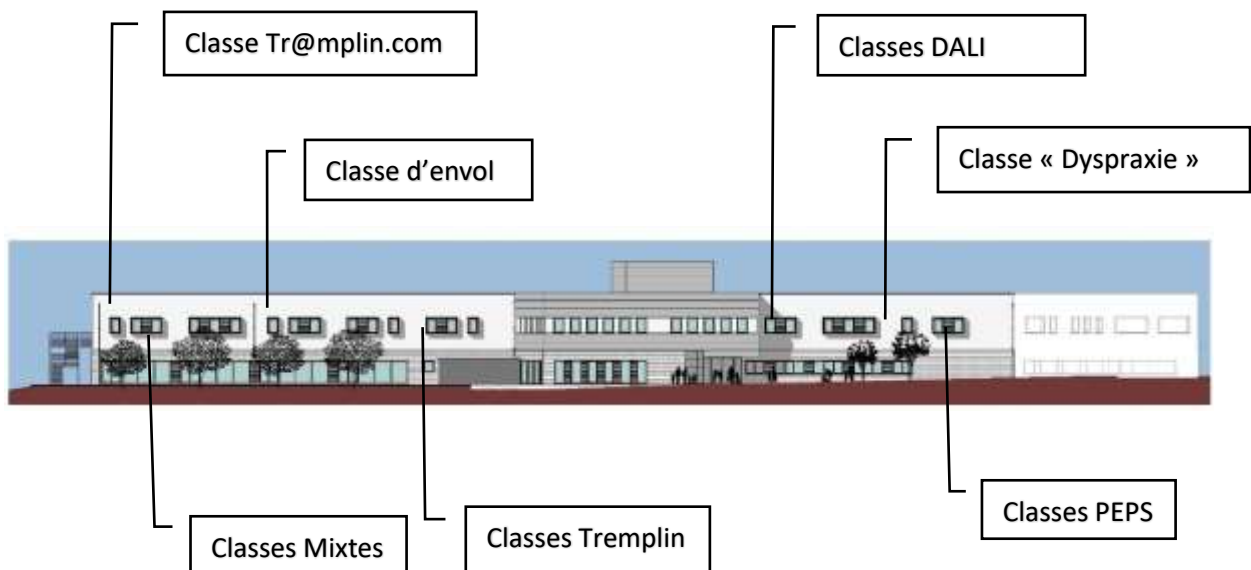 Classe Tr@mplin.com
Classes DALI
Classe d’envol
Classe « Dyspraxie »
Classes Mixtes
Classes Tremplin
Classes PEPS